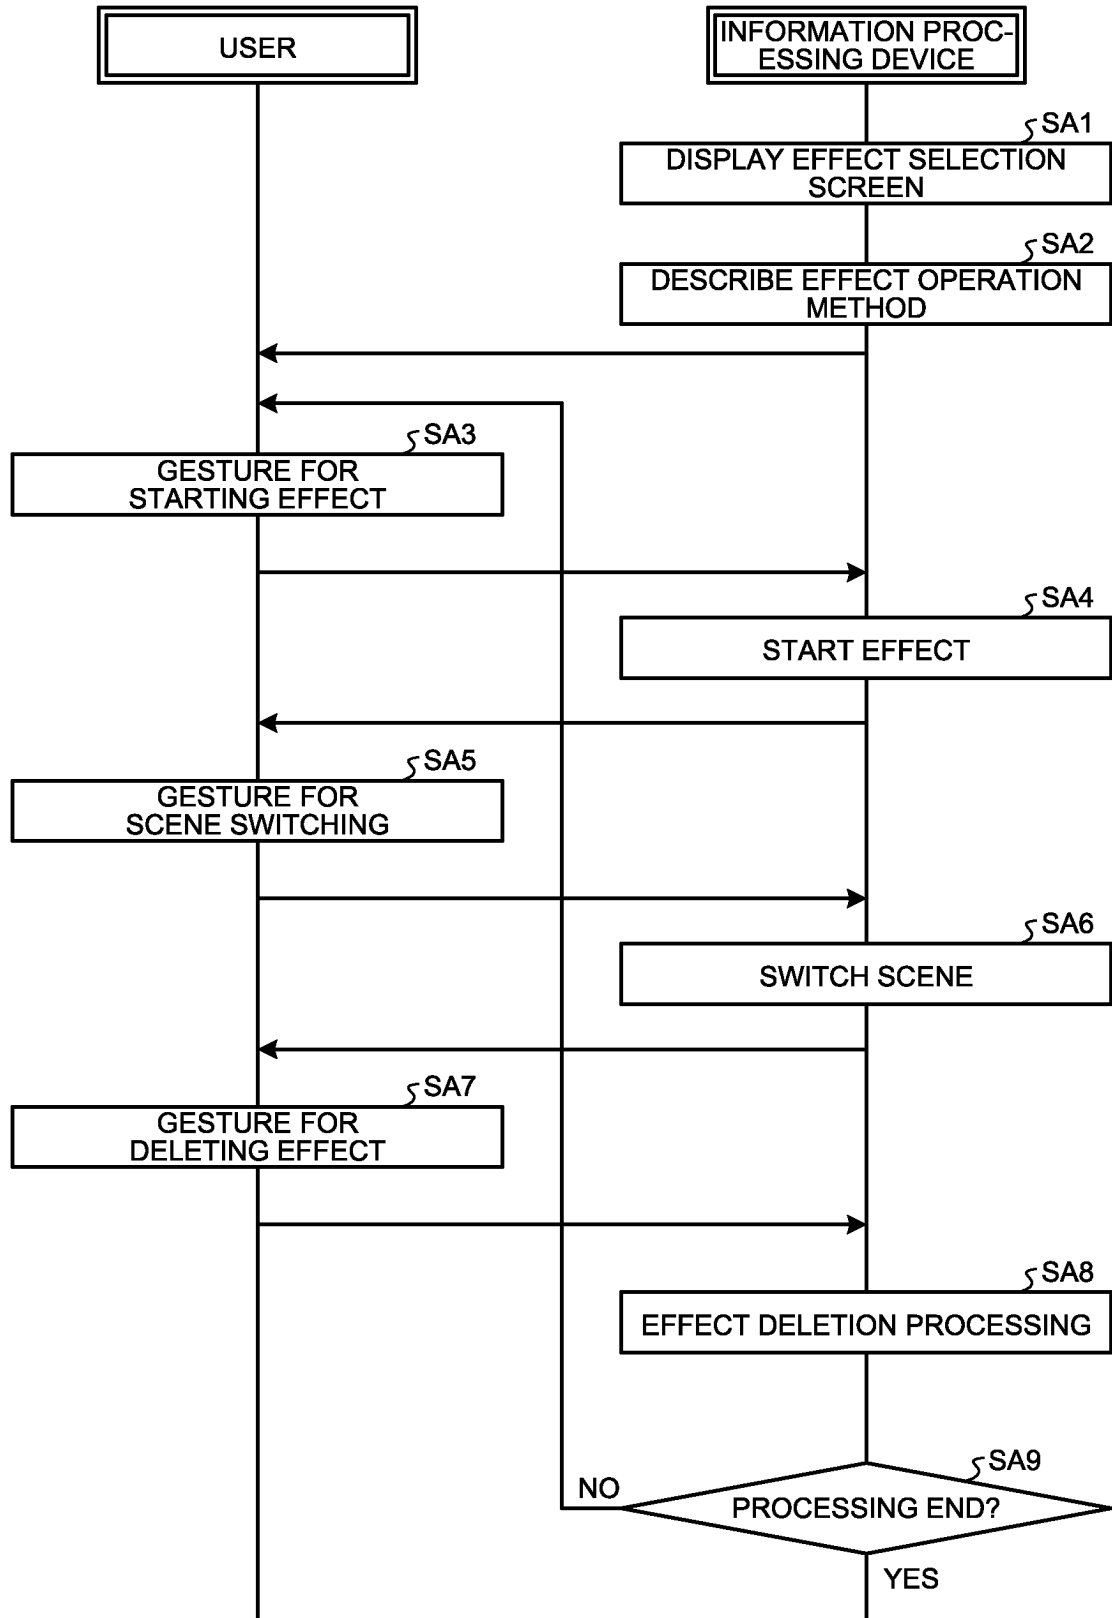 USER
INFORMATION PROC-
ESSING DEVICE
SA1
DISPLAY EFFECT SELECTION
SCREEN
SA2
DESCRIBE EFFECT OPERATION
METHOD
SA3
GESTURE FOR
STARTING EFFECT
SA4
START EFFECT
SA5
GESTURE FOR
SCENE SWITCHING
SA6
SWITCH SCENE
SA7
GESTURE FOR
DELETING EFFECT
SA8
EFFECT DELETION PROCESSING
SA9
NO
PROCESSING END?
YES